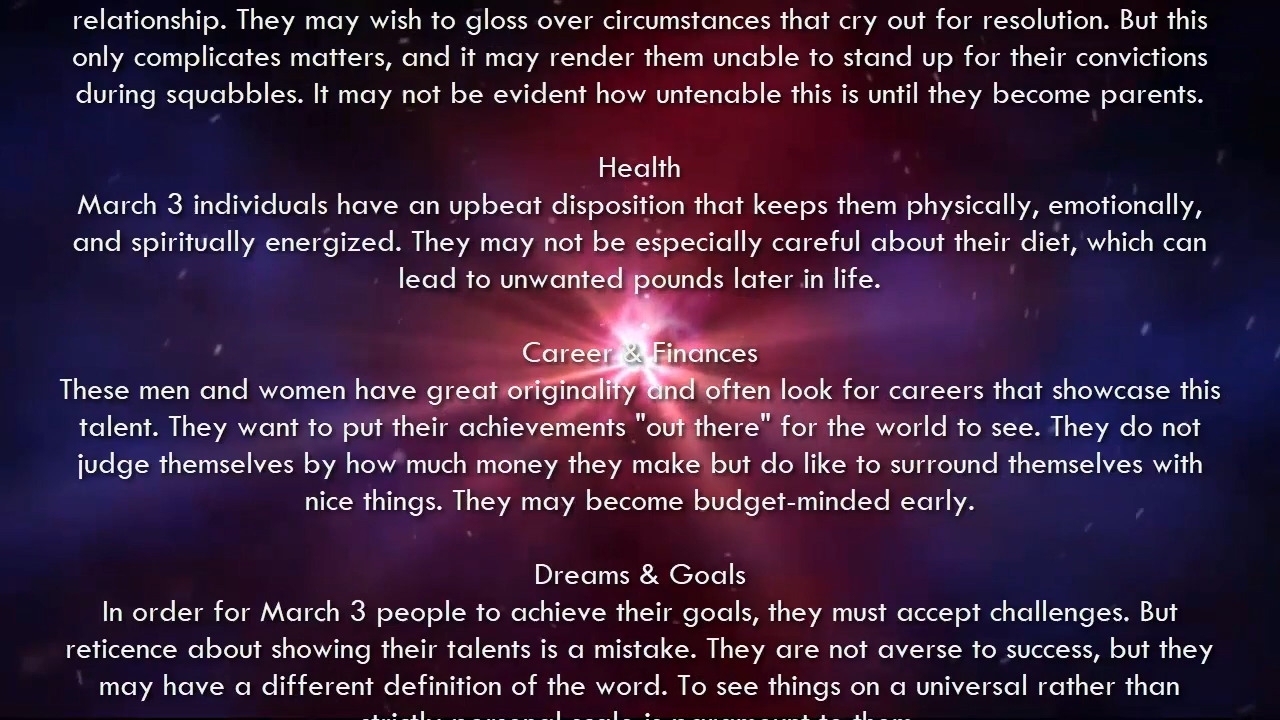 relationship. They may wish to gloss over circumstances that cry out for resolution. But this
only complicates matters, and it may render them unable to stand up for their convictions
during squabbles. It may not be evident how untenable this is until they become parents.
Health
March 3 individuals have an upbeat disposition that keeps them physically, emotionally,
and spiritually energized. They may not be especially careful about their diet, which can
lead to unwanted pounds later in life.
Career & Finances
These men and women have great originality and often look for careers that showcase this
talent. They want to put their achievements "out there" for the world to see. They do not
judge themselves by how much money they make but do like to surround themselves with
nice things. They may become budget-minded early.
Dreams & Goals
In order for March 3 people to achieve their goals, they must accept challenges. But
reticence about showing their talents is a mistake. They are not averse to success, but they
may have a different definition of the word. To see things on a universal rather than
strictly personal scale is paramount to them.